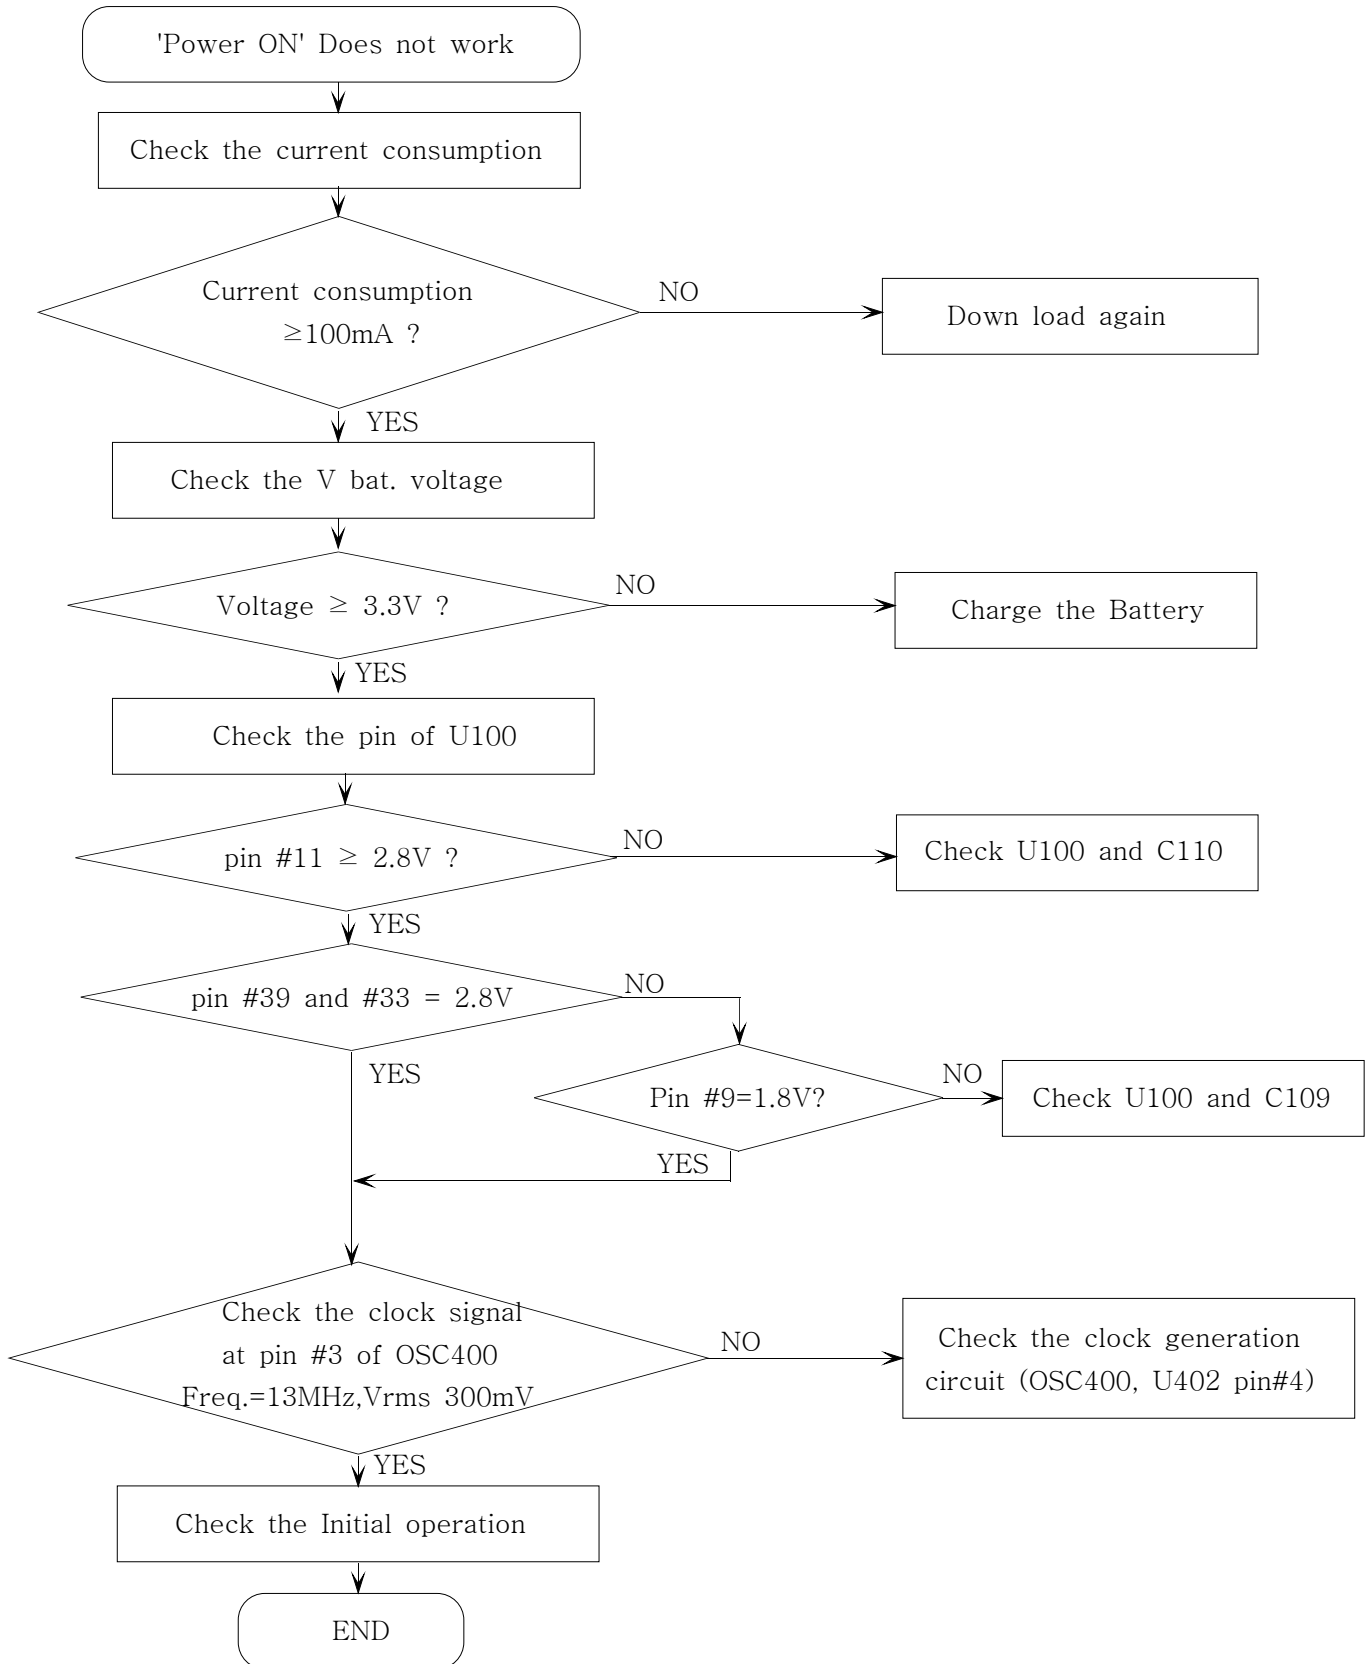 'Power ON' Does not work
Check the current consumption
Current consumption
≥100mA ?
NO
Down load again
YES
Check the V bat. voltage
Voltage ≥ 3.3V ?
NO
Charge the Battery
YES
Check the pin of U100
pin #11 ≥ 2.8V ?
NO
Check U100 and C110
YES
pin #39 and #33 = 2.8V
NO
YES
Pin #9=1.8V?
NO
Check U100 and C109
YES
Check the clock signal
at pin #3 of OSC400
Freq.=13MHz,Vrms 300mV
NO
Check the clock generation
circuit (OSC400, U402 pin#4)
YES
Check the Initial operation
END